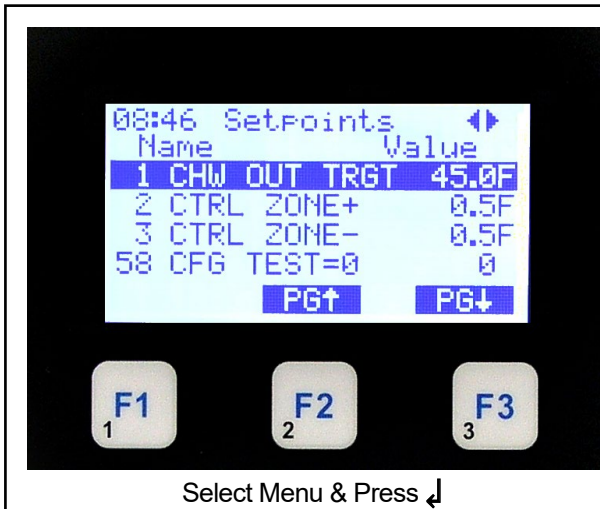 08:46 Setpoints ◀▶
Name Value
1 CHW OUT TRGT 45.0F
2 CTRL ZONE+ 0.5F
3 CTRL ZONE- 0.5F
58 CFG TEST=0 0
PG↑ PG↓
F1 F2 F3
1 2 3
Select Menu & Press ↲